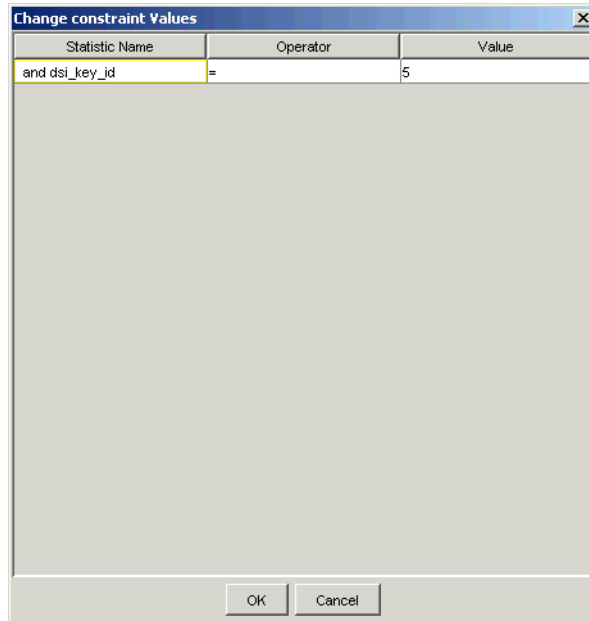 Change constraint Values
Statistic Name Operator Value
and dsi_key_id = 5
OK Cancel